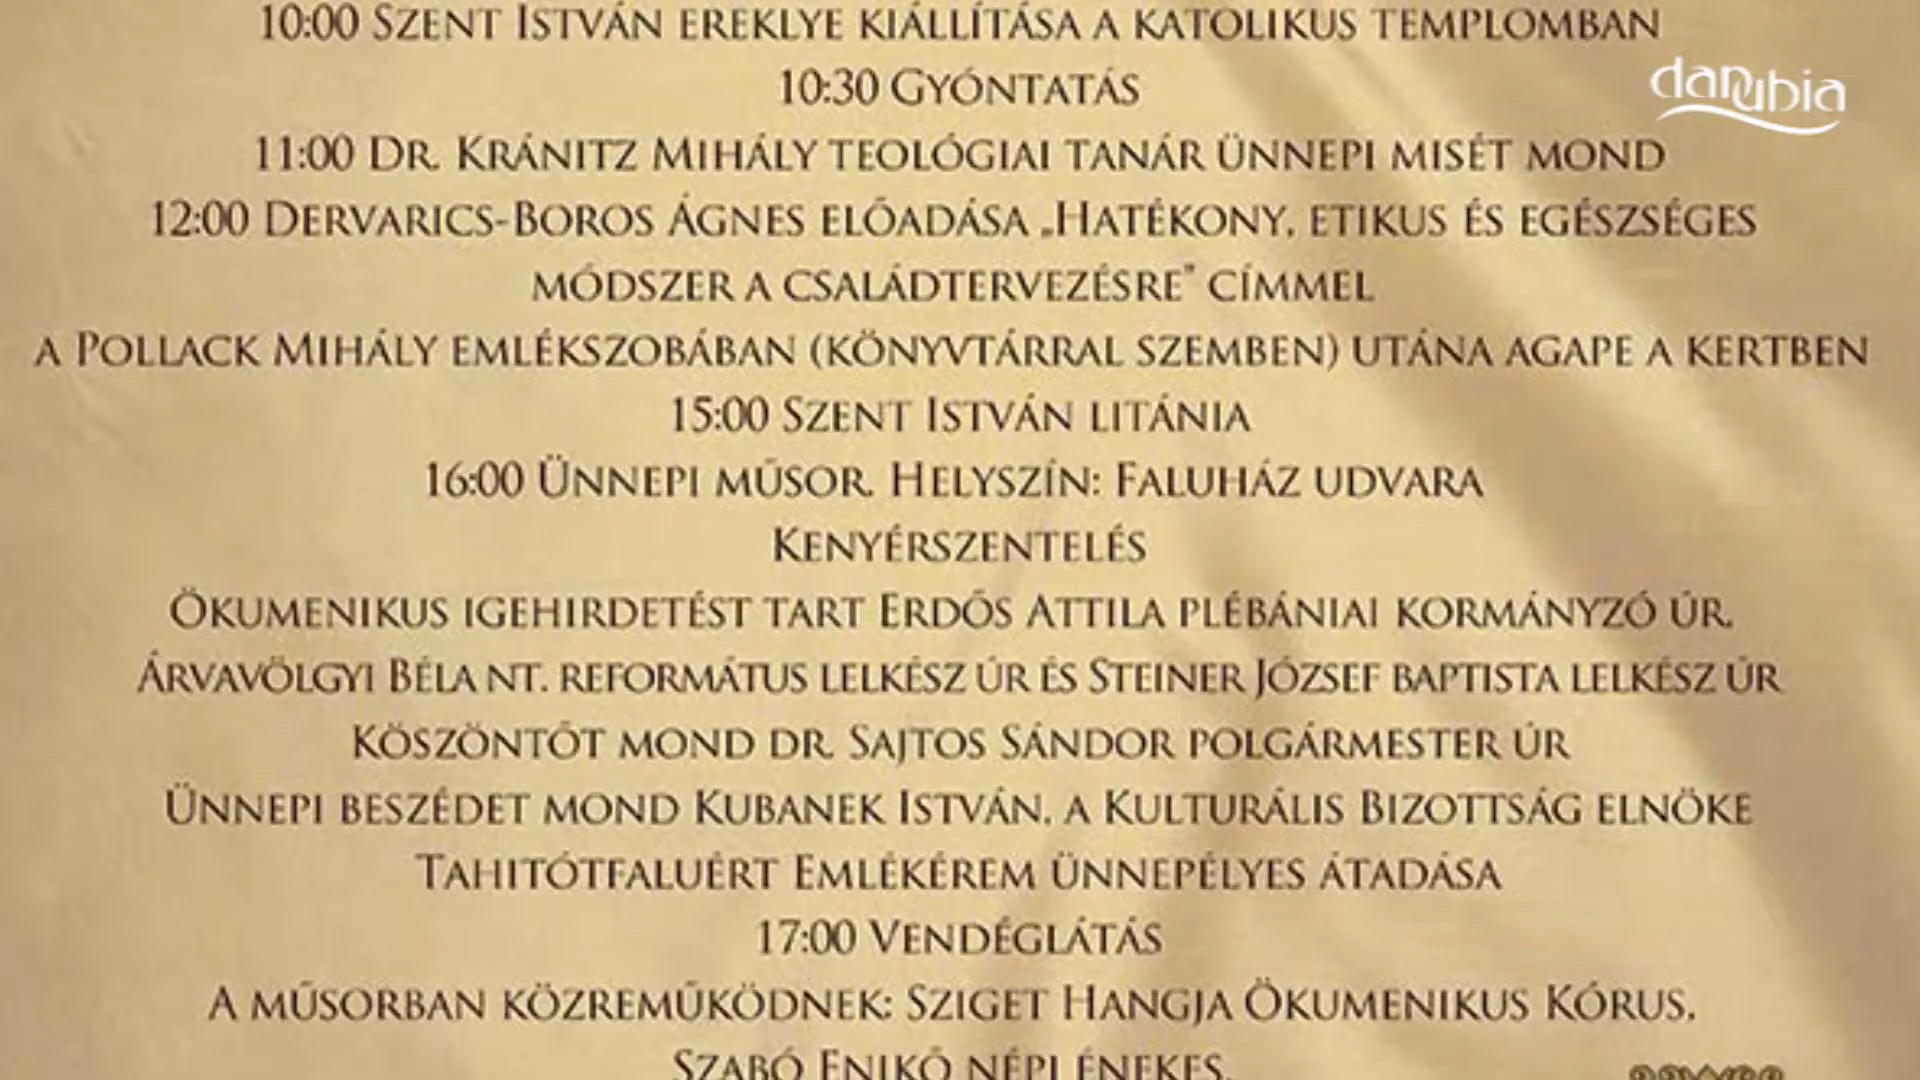 10:00 Szent István ereklye kiállítása a katolikus templomban
danubia
10:30 Gyóntatás
11:00 Dr. Kránitz Mihály teológiai tanár ünnepi misét mond
12:00 Dervarics-Boros Ágnes előadása „Hatékony, etikus és egészséges
módszer a családtervezésre" címmel
a Pollack Mihály emlékszobában (könyvtárral szemben) utána agape a kertben
15:00 Szent István litánia
16:00 Ünnepi műsor. Helyszín: Faluház udvara
Kenyérszentelés
Ökumenikus igehirdetést tart Erdős Attila plébániai kormányzó úr,
Árvavölgyi Béla nt. református lelkész úr és Steiner József baptista lelkész úr
Köszöntőt mond dr. Sajtos Sándor polgármester úr
Ünnepi beszédet mond Kubanek István, a Kulturális Bizottság elnöke
Tahitótfaluért Emlékérem ünnepélyes átadása
17:00 Vendéglátás
A műsorban közreműködnek: Sziget Hangja Ökumenikus Kórus,
Szabó Enikő népi énekes,